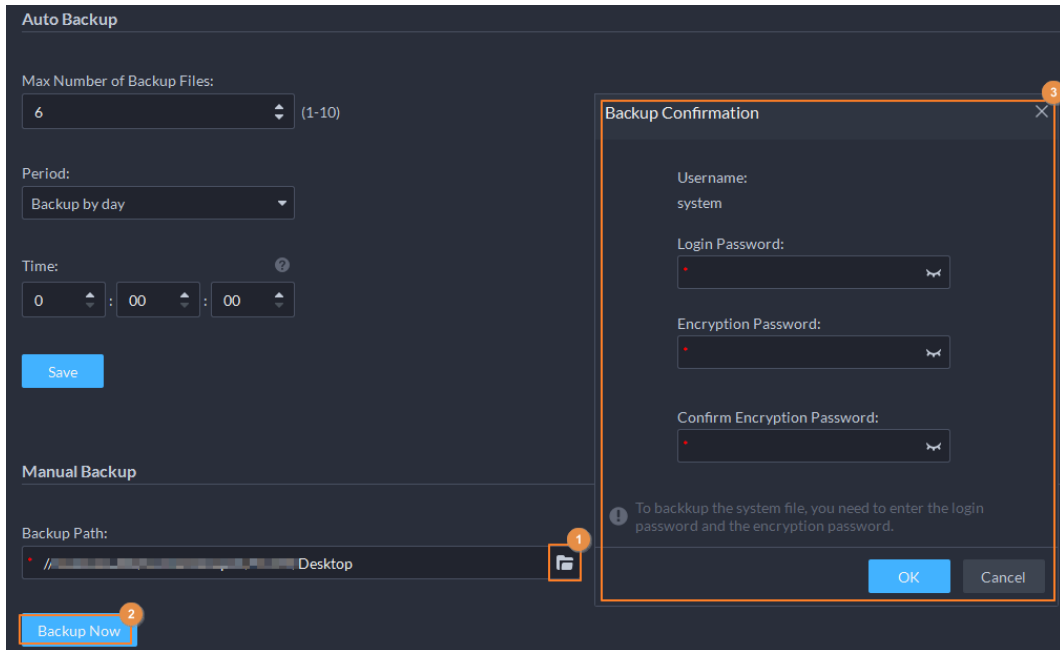 Auto Backup
Max Number of Backup Files:
6 (1-10)
Period:
Backup by day
Time: ?
0 : 00 : 00
Save
Manual Backup
Backup Path:
* // Desktop
1
2
Backup Now
3
Backup Confirmation
Username:
system
Login Password:
*
Encryption Password:
*
Confirm Encryption Password:
*
! To backkup the system file, you need to enter the login
password and the encryption password.
OK Cancel